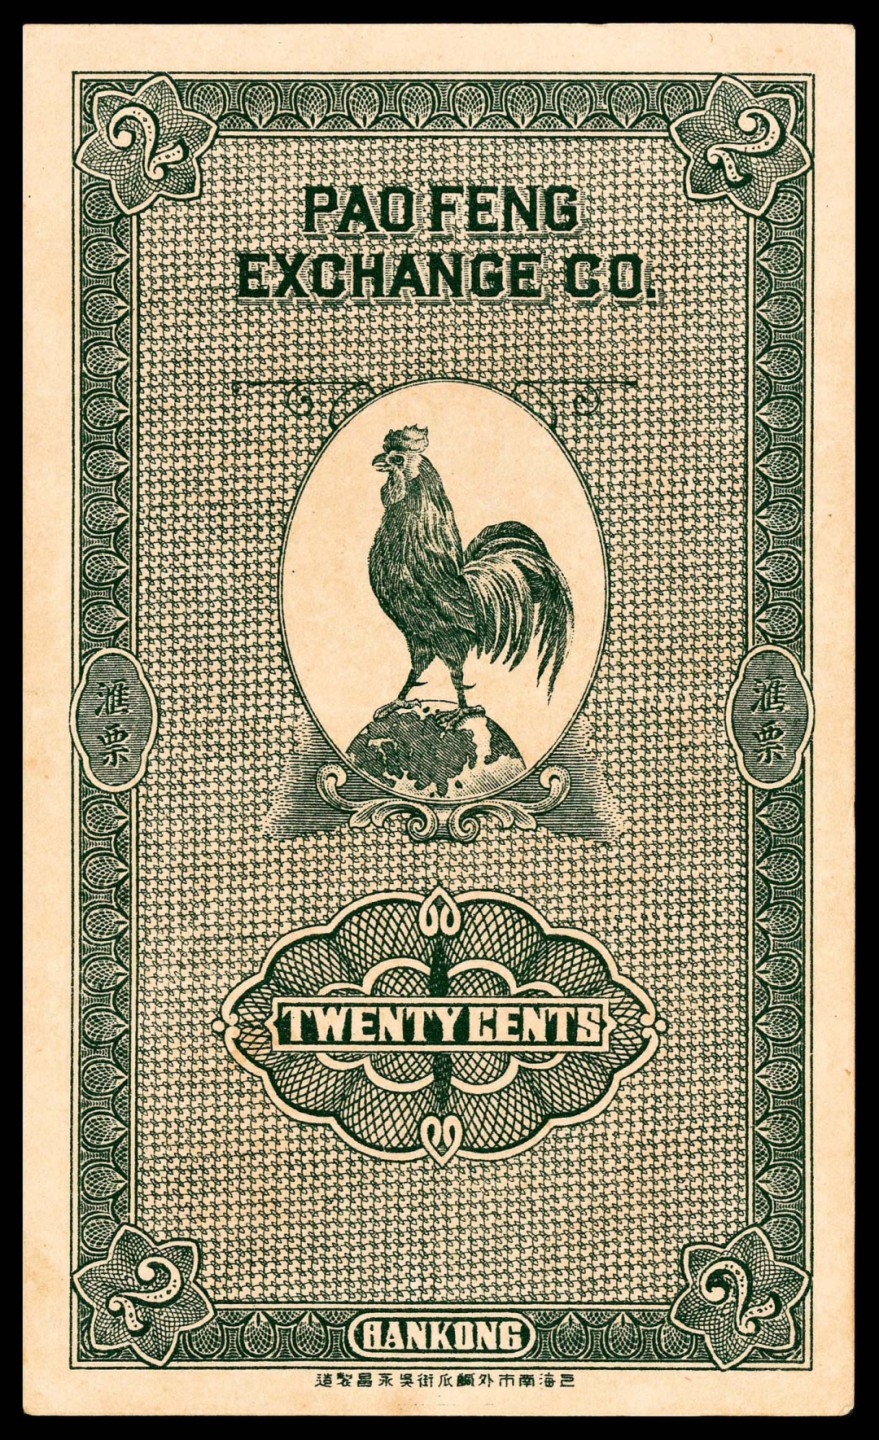 2 2
PAO FENG
EXCHANGE CO.
滙票 滙票
TWENTY CENTS
2 2
HANKONG
海南市外鹹瓜街吳永昌製造